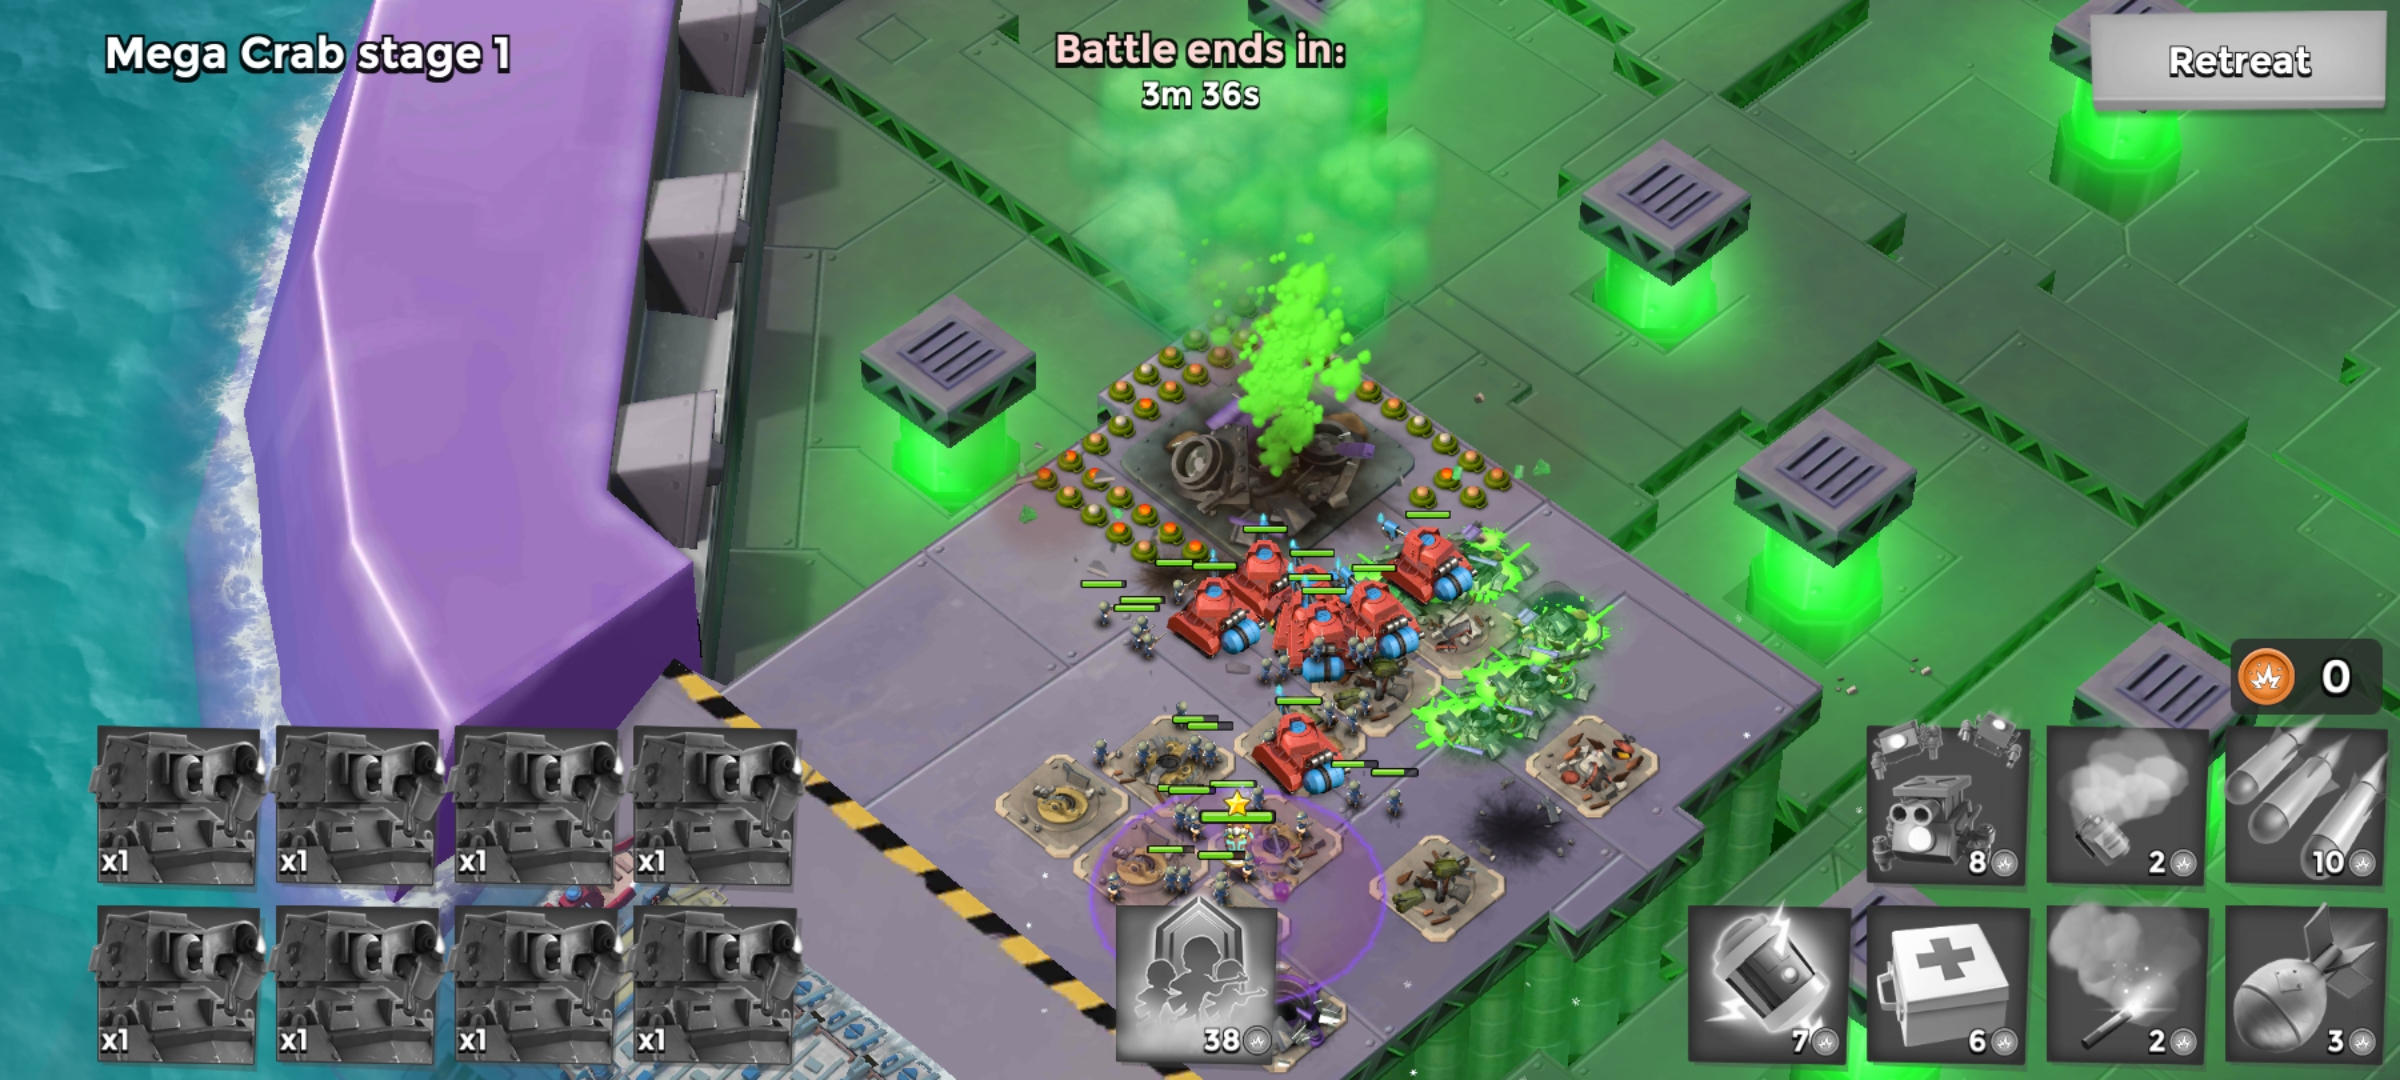 Mega Crab stage 1
Battle ends in:
3m 36s
Retreat
0
x1
x1
x1
x1
8
2
10
x1
x1
x1
x1
38
7
6
2
3